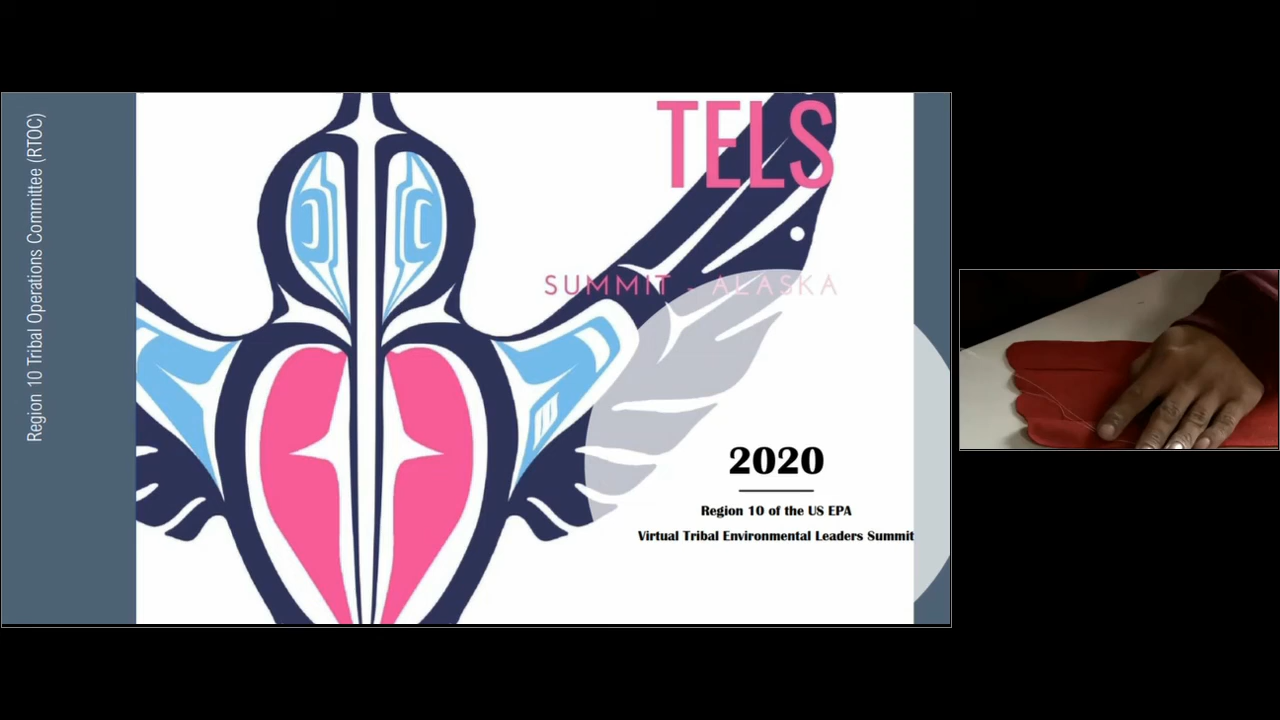 Region 10 Tribal Operations Committee (RTOC)
TELS
SUMMIT - ALASKA
2020
Region 10 of the US EPA
Virtual Tribal Environmental Leaders Summit